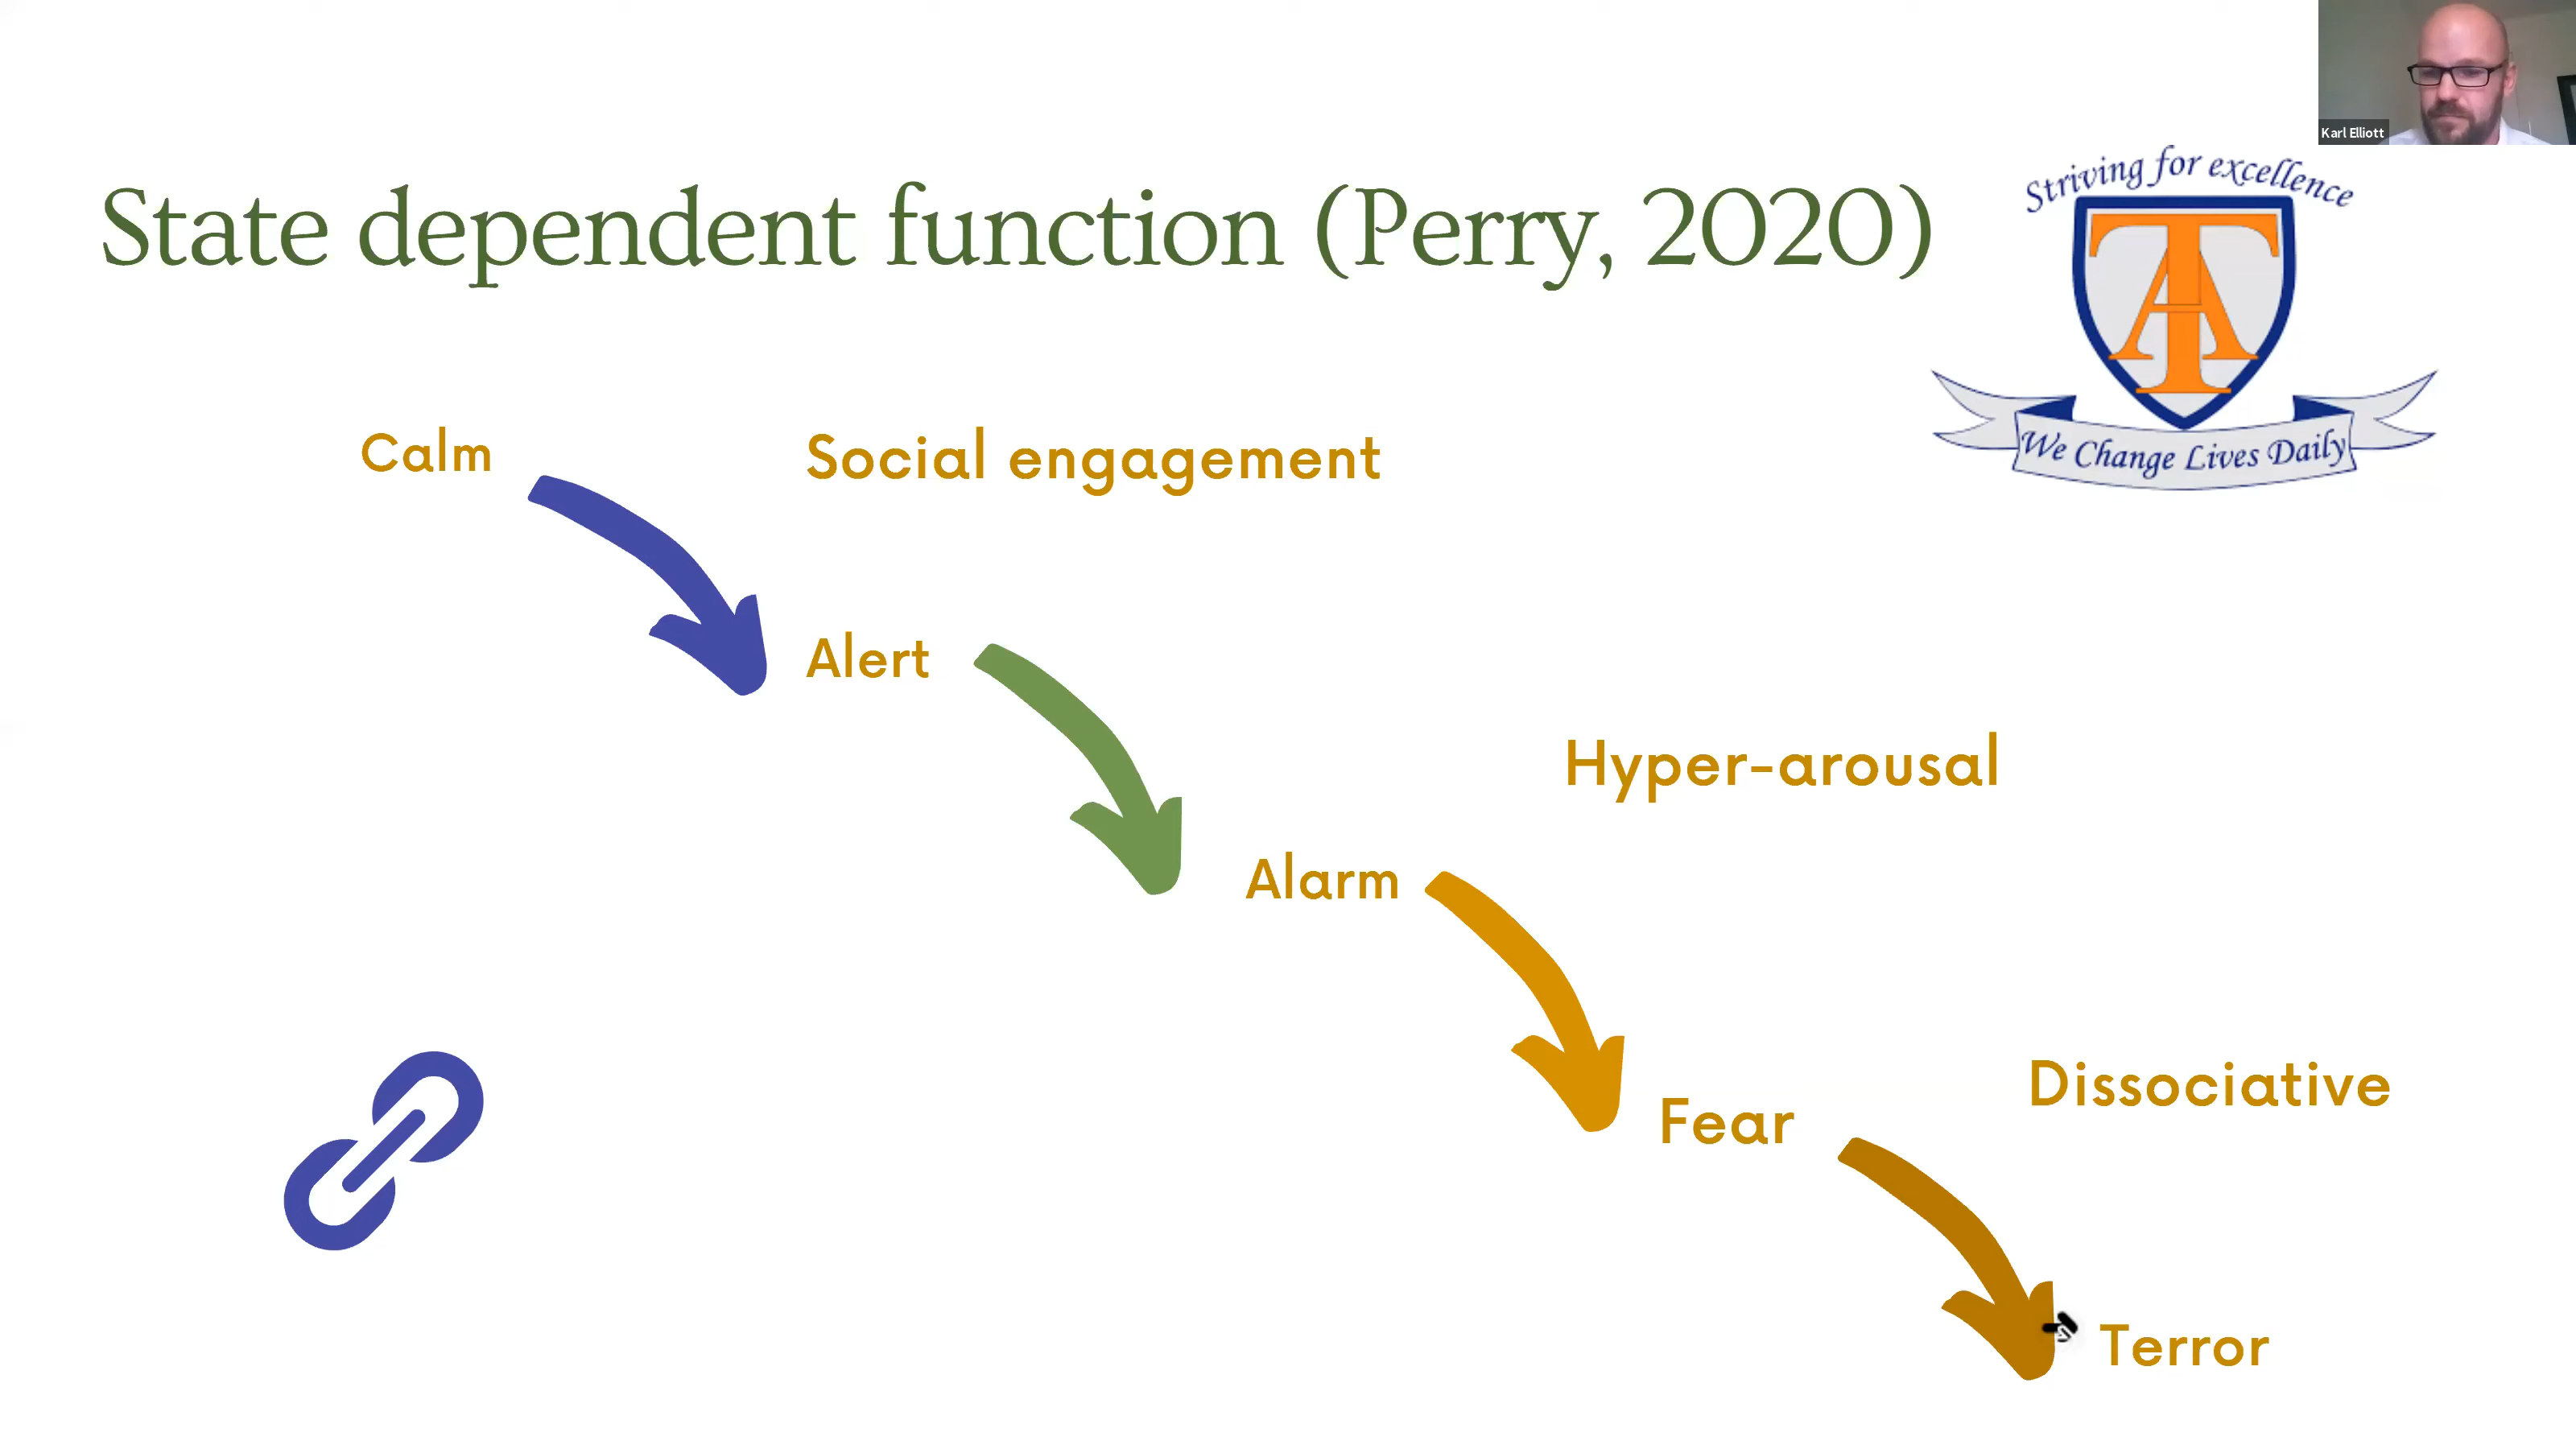 Karl Elliott
State dependent function (Perry, 2020)
Striving for excellence
TA
We Change Lives Daily
Calm
Social engagement
Alert
Hyper-arousal
Alarm
Dissociative
Fear
Terror